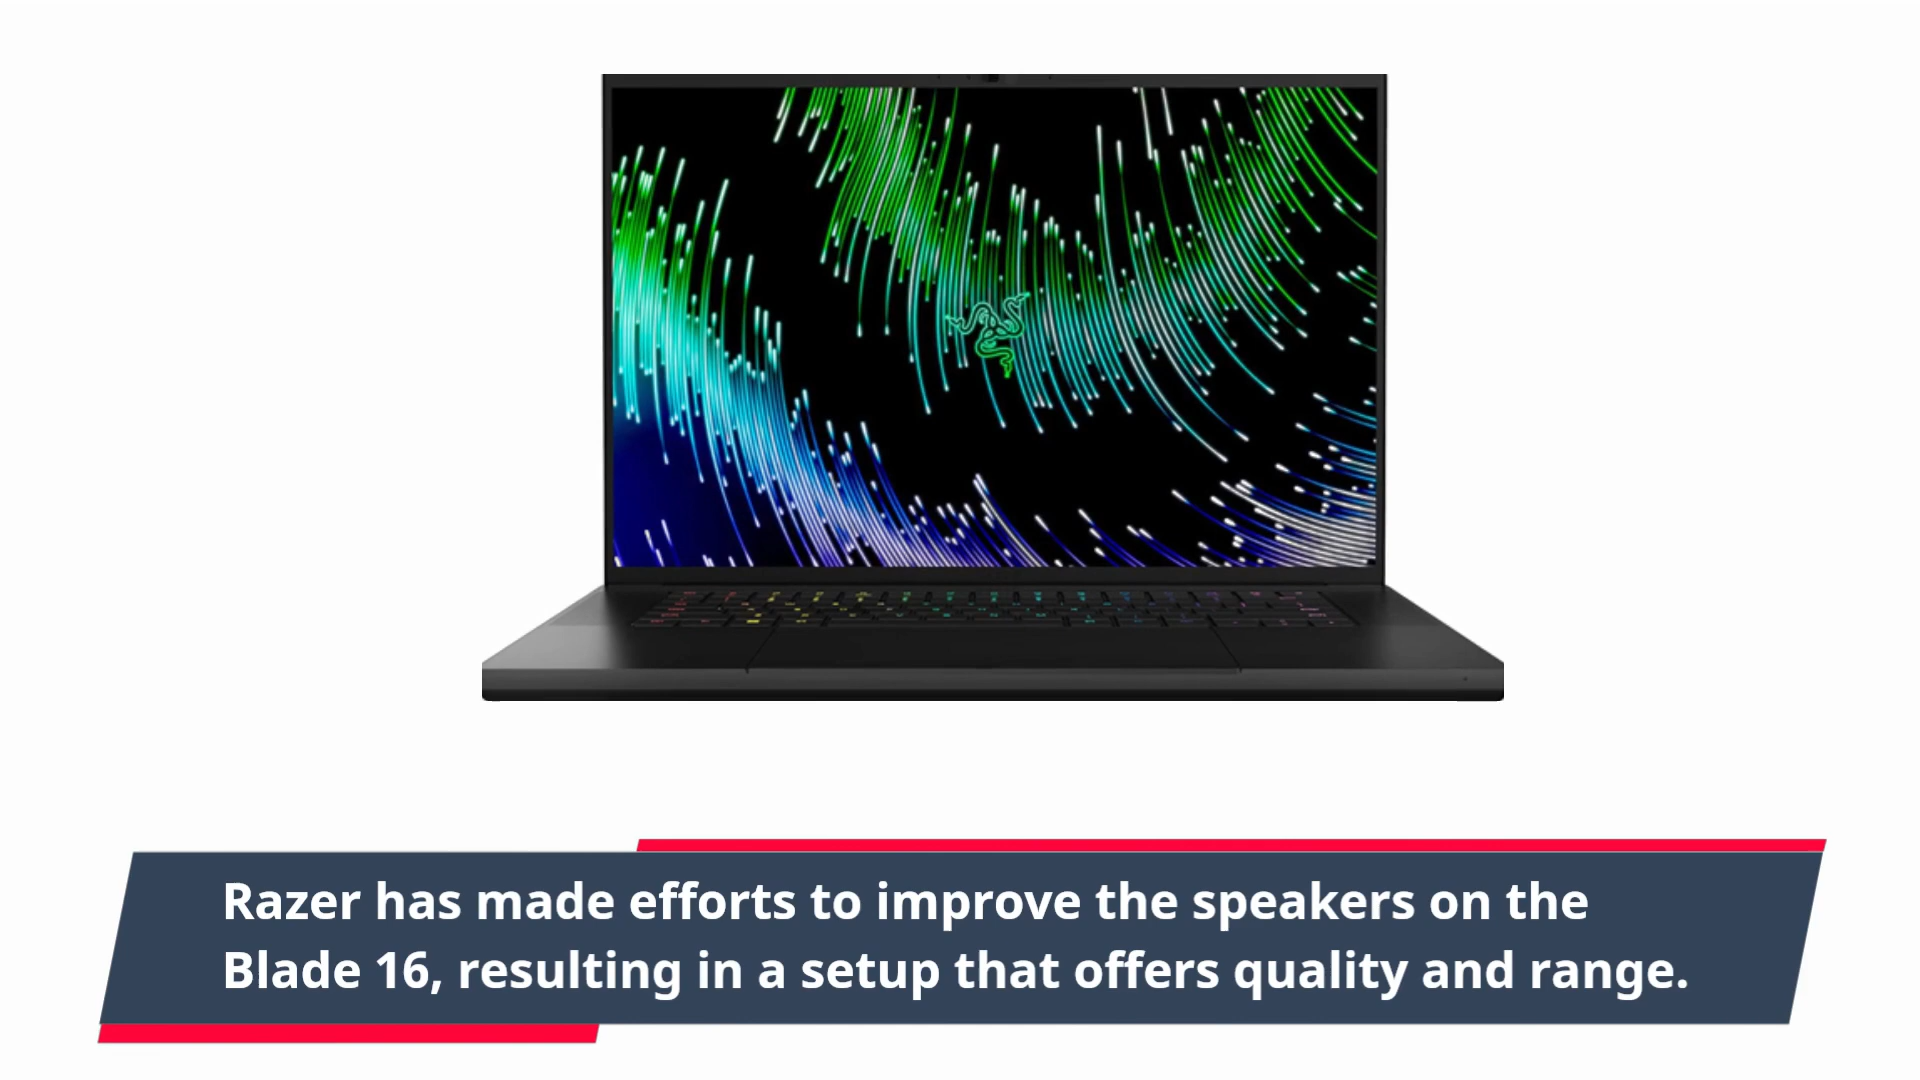 Razer has made efforts to improve the speakers on the
Blade 16, resulting in a setup that offers quality and range.